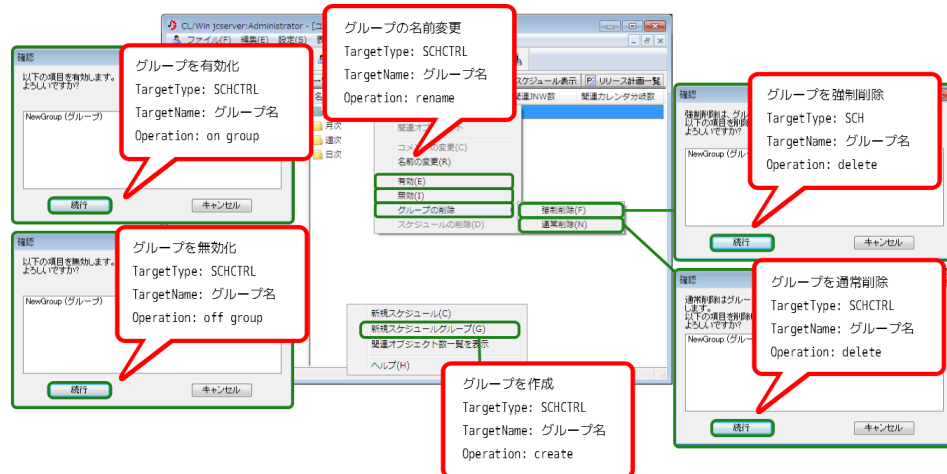 CL/Win jcserver:Administrator - [コ
ファイル(F) 編集(E) 設定(S) 表
スケジュール表示 リリース計画一覧
関連JNW数 関連カレンダ分岐数
月次
週次
日次
コメントの変更(C)
名前の変更(R)
有効(E)
無効(I)
グループの削除
スケジュールの削除(D)
強制削除(F)
通常削除(N)
新規スケジュール(C)
新規スケジュールグループ(G)
関連オブジェクト数一覧を表示
ヘルプ(H)
グループの名前変更
TargetType: SCHCTRL
TargetName: グループ名
Operation: rename
確認
以下の項目を有効します。
よろしいですか?
NewGroup (グループ)
続行
キャンセル
グループを有効化
TargetType: SCHCTRL
TargetName: グループ名
Operation: on group
確認
以下の項目を無効します。
よろしいですか?
NewGroup (グループ)
続行
キャンセル
グループを無効化
TargetType: SCHCTRL
TargetName: グループ名
Operation: off group
確認
強制削除は、グル
以下の項目を削除
よろしいですか?
NewGroup (グルー
続行
キャンセル
グループを強制削除
TargetType: SCH
TargetName: グループ名
Operation: delete
確認
通常削除はグルー
します。
以下の項目を削除
よろしいですか?
NewGroup (グルー
続行
キャンセル
グループを通常削除
TargetType: SCHCTRL
TargetName: グループ名
Operation: delete
グループを作成
TargetType: SCHCTRL
TargetName: グループ名
Operation: create